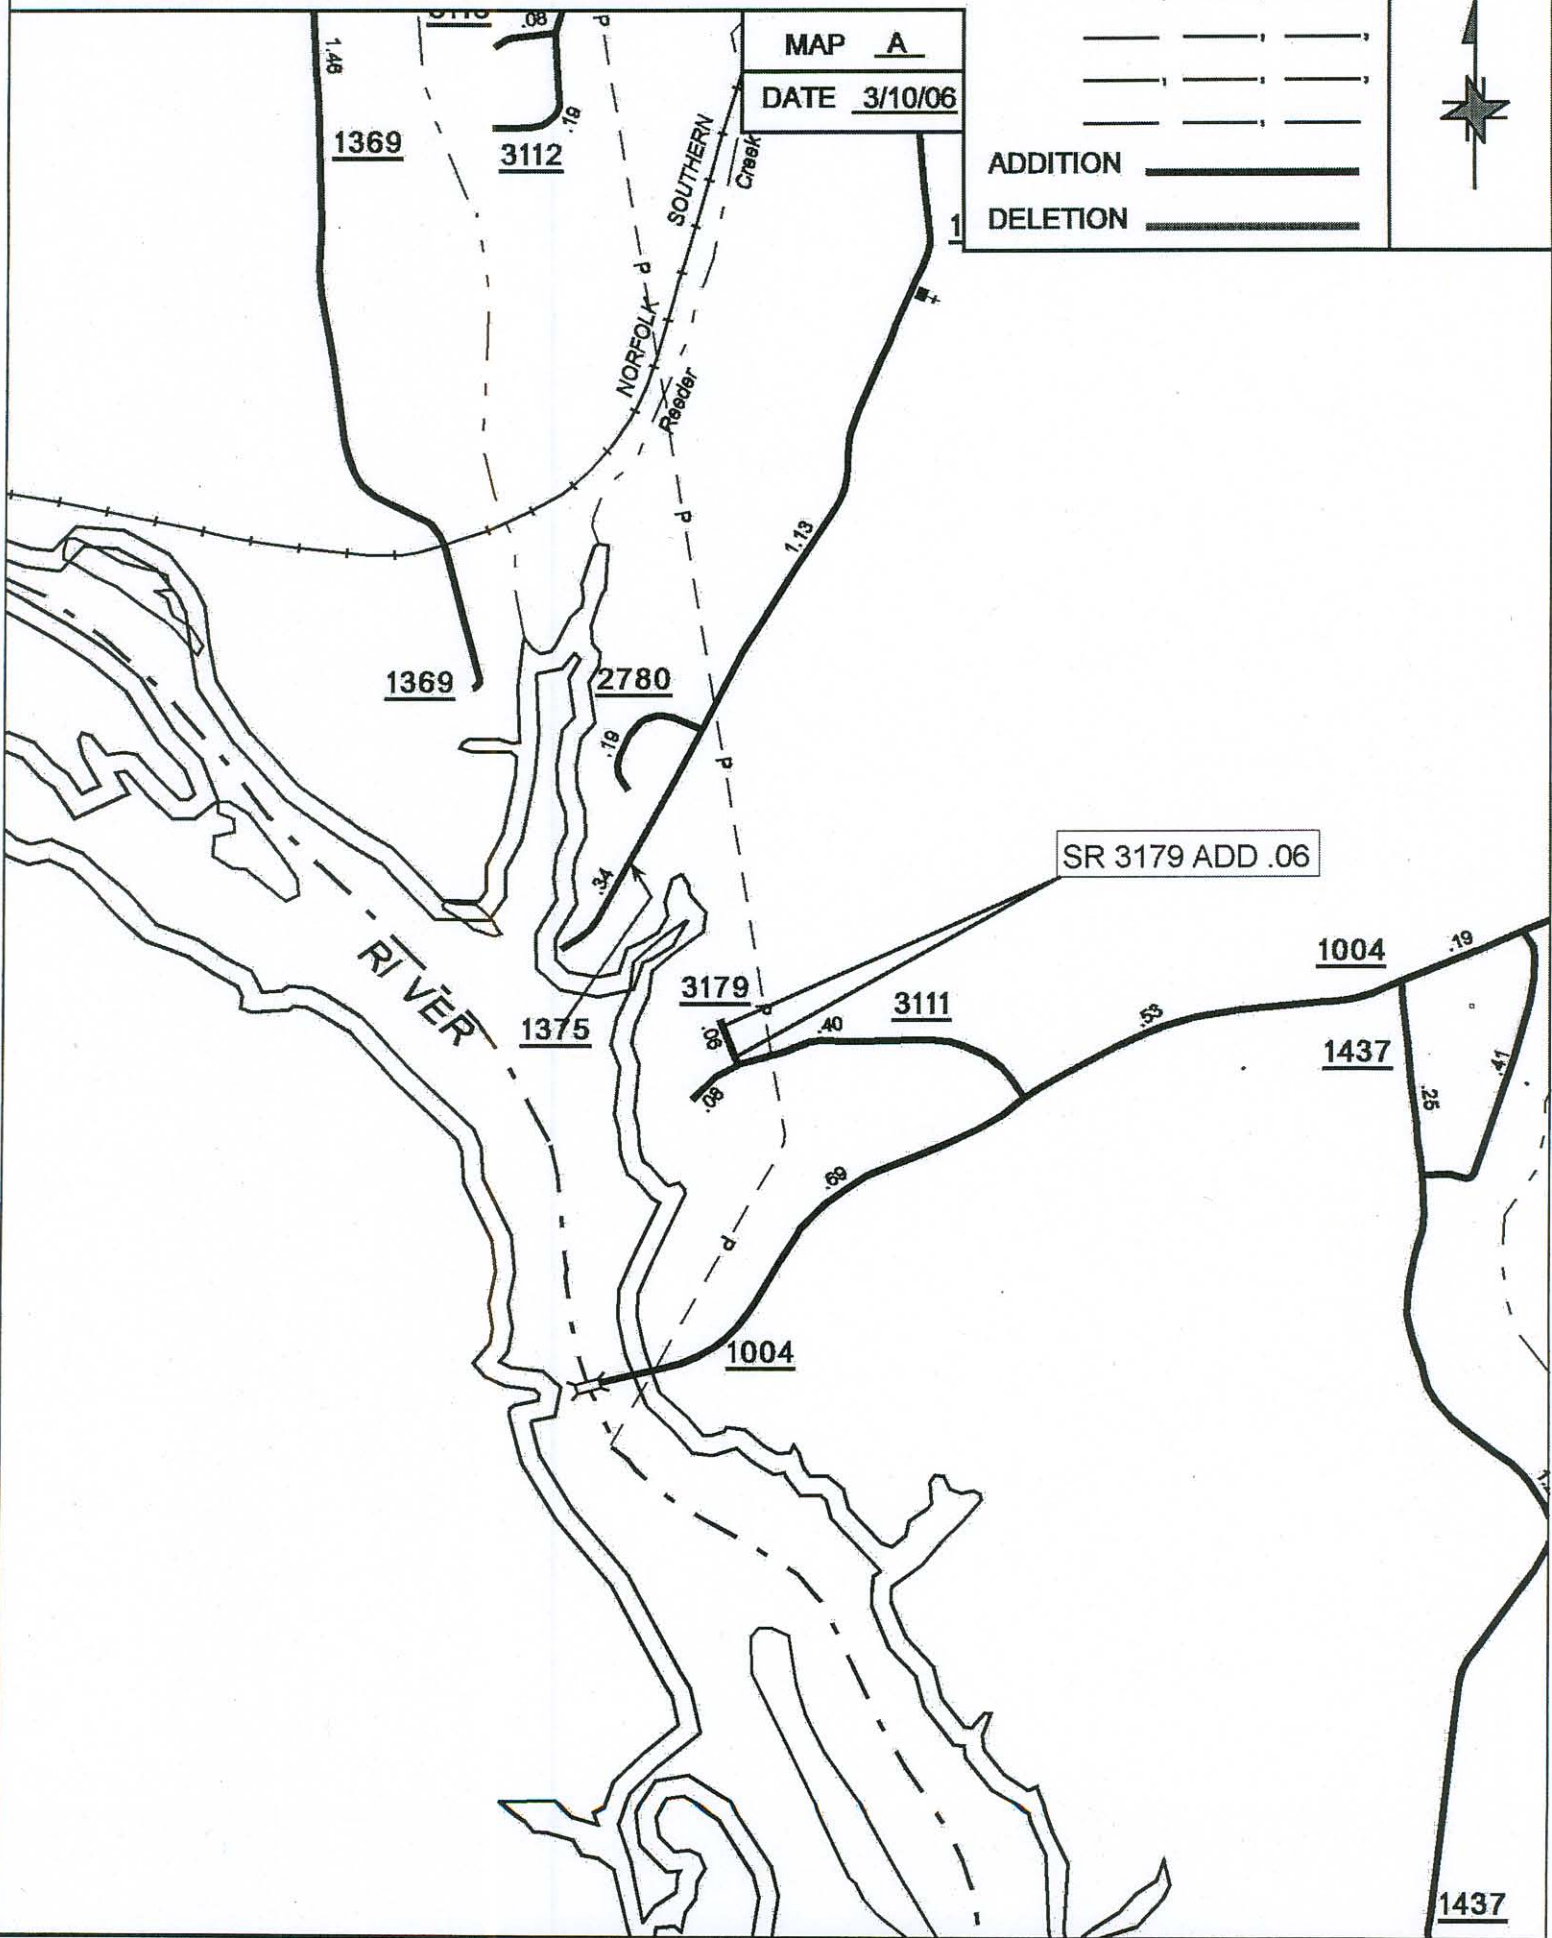 .08
P
MAP A
DATE 3/10/06
ADDITION
DELETION
1.48
1369
.19
3112
SOUTHERN
Creek
P
NORFOLK
Reeder
P
1.13
1369
2780
.19
P
.34
SR 3179 ADD .06
RIVER
1375
3179
P
.06
.40
3111
.08
.53
1004
.19
1437
.25
.41
.69
P
1004
1437